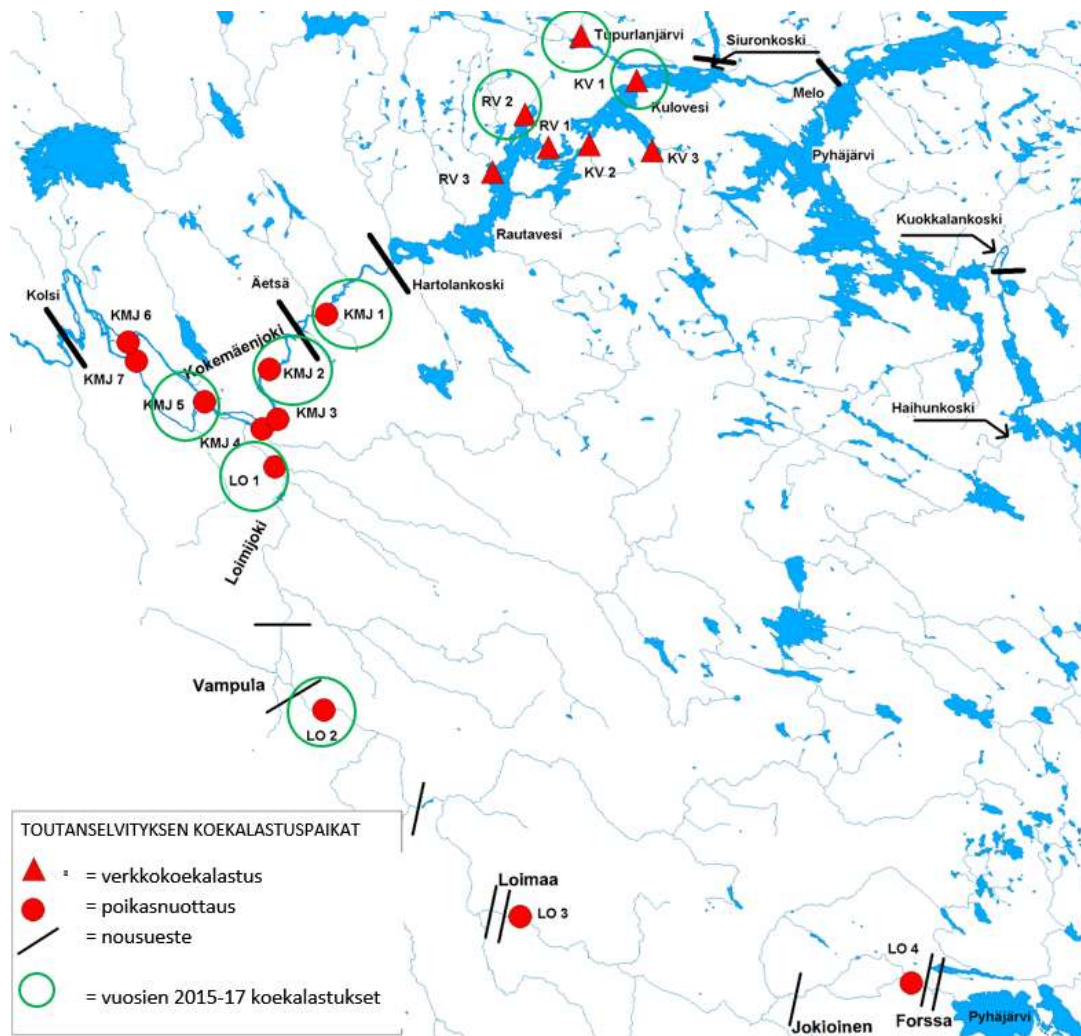 Tupurlanjärvi
Siuronkoski
KV 1
Melo
RV 2
Kulovesi
RV 1
Pyhäjärvi
RV 3
KV 2
KV 3
Kuokkalankoski
Rautavesi
Hartolankoski
Äetsä
Kolsi
KMJ 1
KMJ 6
Kokemäenjoki
KMJ 7
KMJ 2
KMJ 5
KMJ 3
KMJ 4
Haihunkoski
LO 1
Loimijoki
Vampula
LO 2
Loimaa
LO 3
LO 4
Jokioinen
Forssa
Pyhäjärvi
TOUTANSELVITYKSEN KOEKALASTUSPAIKAT
= verkkokoekalastus
= poikasnuottaus
= nousueste
= vuosien 2015-17 koekalastukset